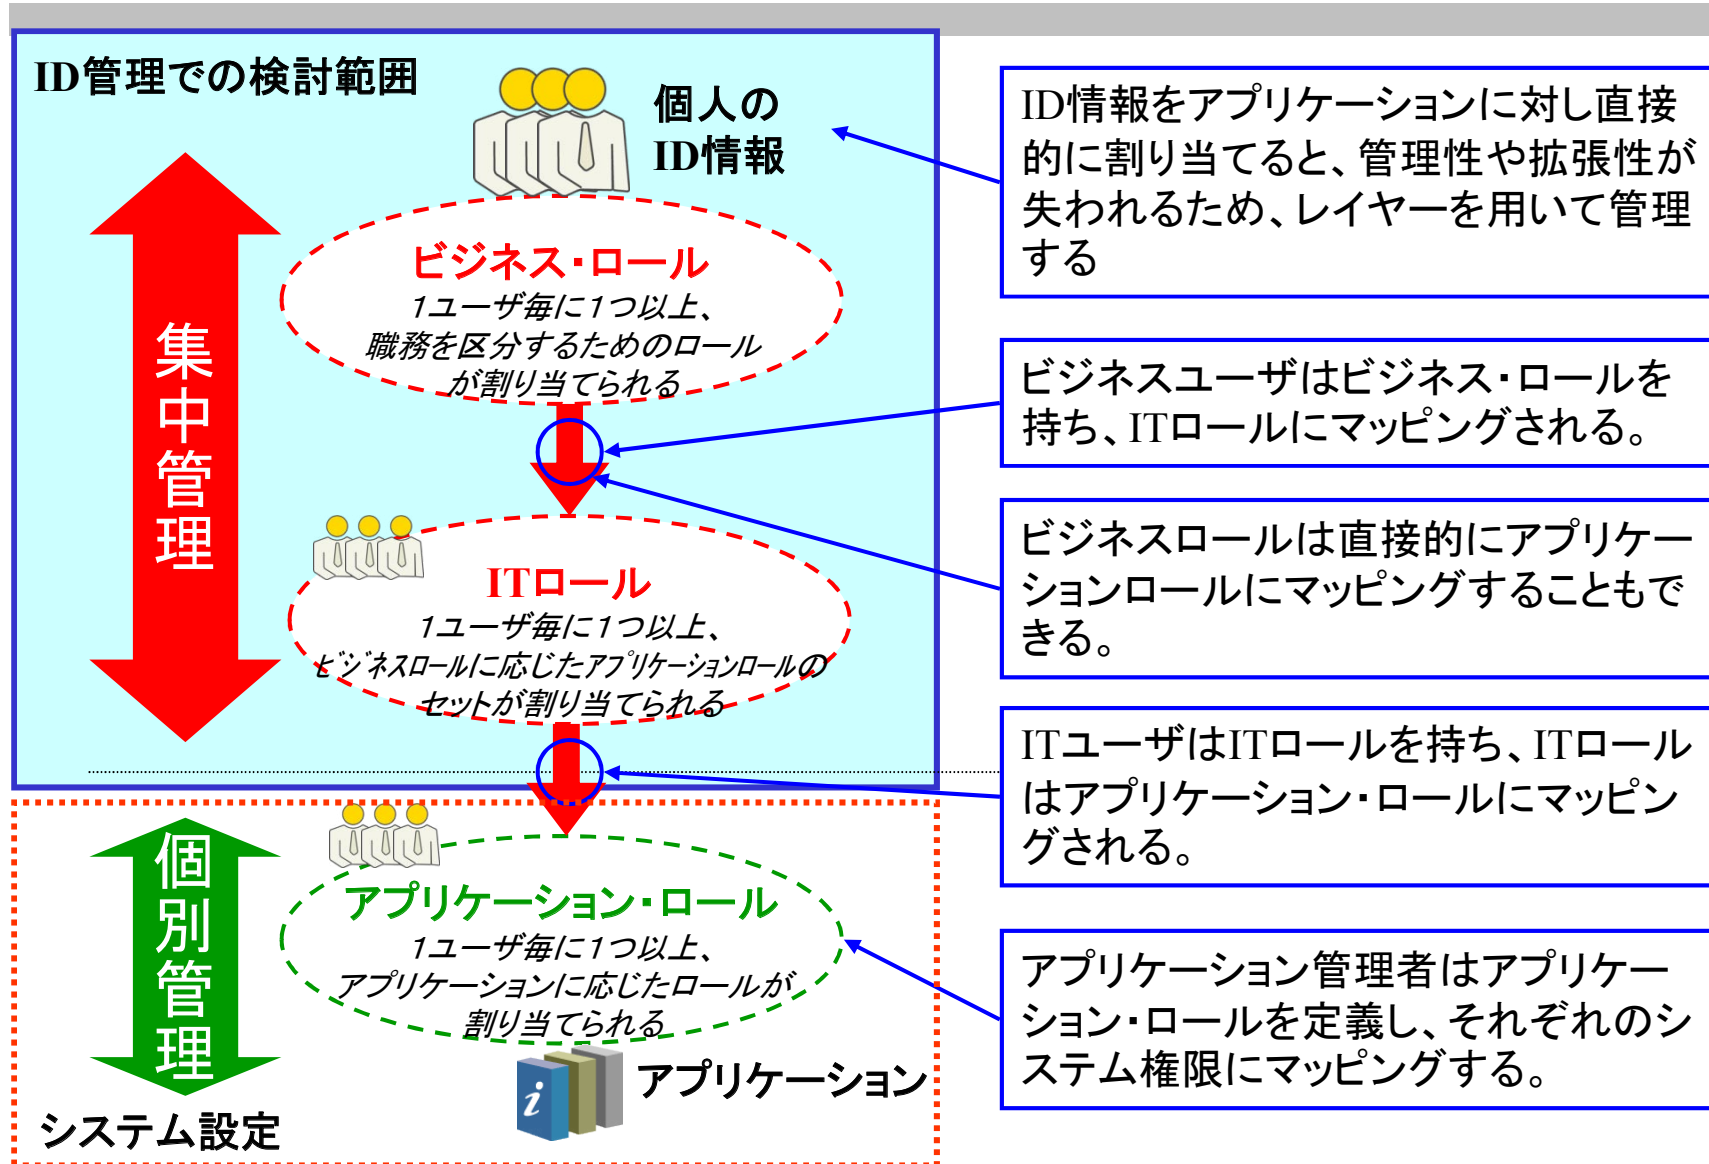 ID管理での検討範囲
個人の
ID情報
集中管理
ビジネス・ロール
1ユーザ毎に1つ以上、
職務を区分するためのロール
が割り当てられる
ITロール
1ユーザ毎に1つ以上、
ﾋﾞｼﾞﾈｽﾛｰﾙに応じたｱﾌﾟﾘｹｰｼｮﾝﾛｰﾙの
セットが割り当てられる
個別管理
アプリケーション・ロール
1ユーザ毎に1つ以上、
アプリケーションに応じたロールが
割り当てられる
i
アプリケーション
システム設定
ID情報をアプリケーションに対し直接
的に割り当てると、管理性や拡張性が
失われるため、レイヤーを用いて管理
する
ビジネスユーザはビジネス・ロールを
持ち、ITロールにマッピングされる。
ビジネスロールは直接的にアプリケー
ションロールにマッピングすることもで
きる。
ITユーザはITロールを持ち、ITロール
はアプリケーション・ロールにマッピン
グされる。
アプリケーション管理者はアプリケー
ション・ロールを定義し、それぞれのシ
ステム権限にマッピングする。